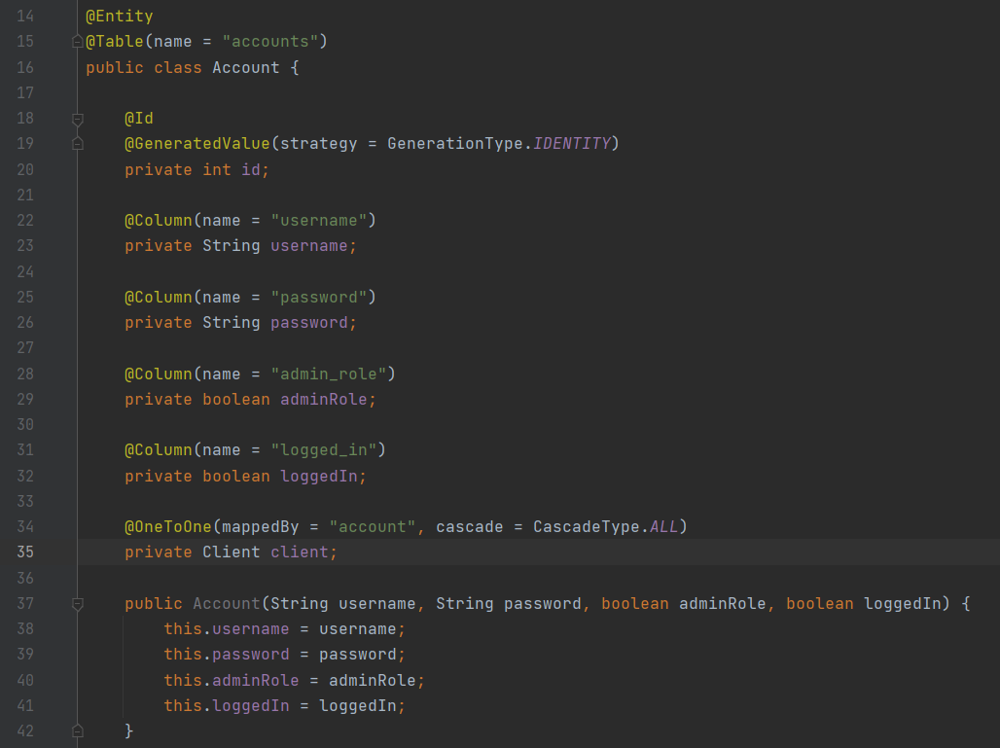 14 @Entity
15 @Table(name = "accounts")
16 public class Account {
17
18 @Id
19 @GeneratedValue(strategy = GenerationType.IDENTITY)
20 private int id;
21
22 @Column(name = "username")
23 private String username;
24
25 @Column(name = "password")
26 private String password;
27
28 @Column(name = "admin_role")
29 private boolean adminRole;
30
31 @Column(name = "logged_in")
32 private boolean loggedIn;
33
34 @OneToOne(mappedBy = "account", cascade = CascadeType.ALL)
35 private Client client;
36
37 public Account(String username, String password, boolean adminRole, boolean loggedIn) {
38 this.username = username;
39 this.password = password;
40 this.adminRole = adminRole;
41 this.loggedIn = loggedIn;
42 }